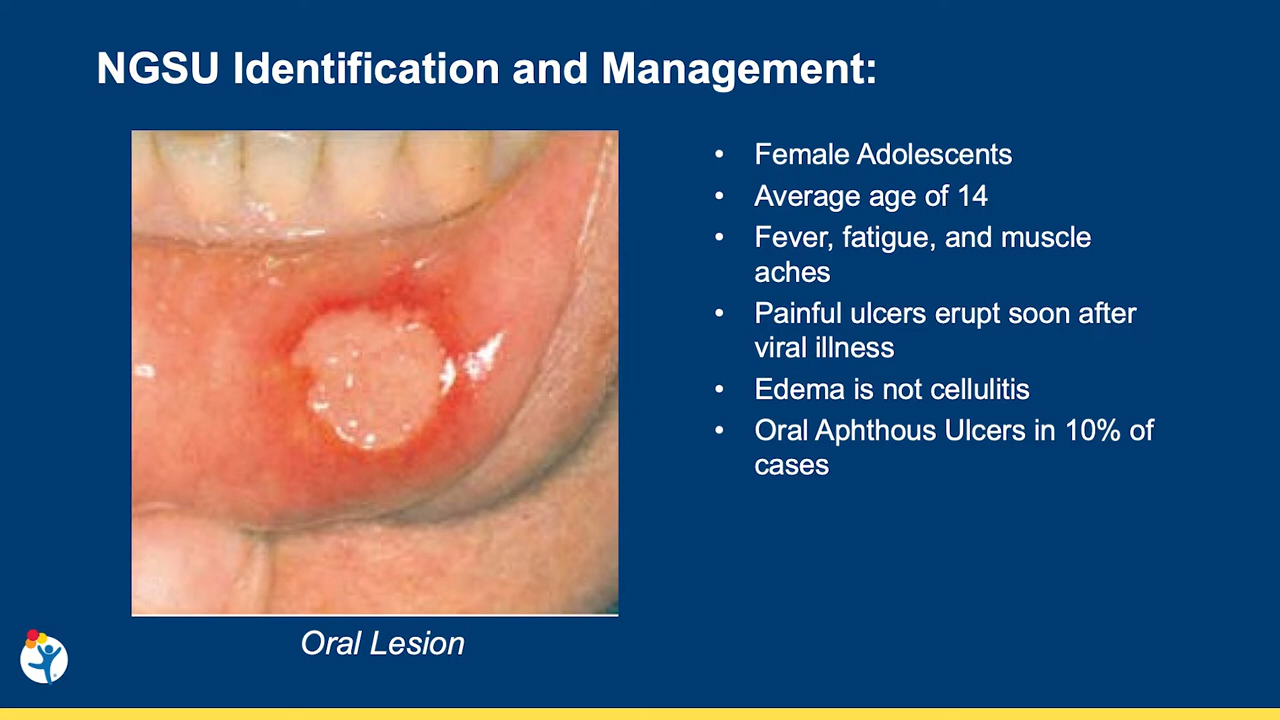 NGSU Identification and Management:
• Female Adolescents
• Average age of 14
• Fever, fatigue, and muscle
aches
• Painful ulcers erupt soon after
viral illness
• Edema is not cellulitis
• Oral Aphthous Ulcers in 10% of
cases
Oral Lesion